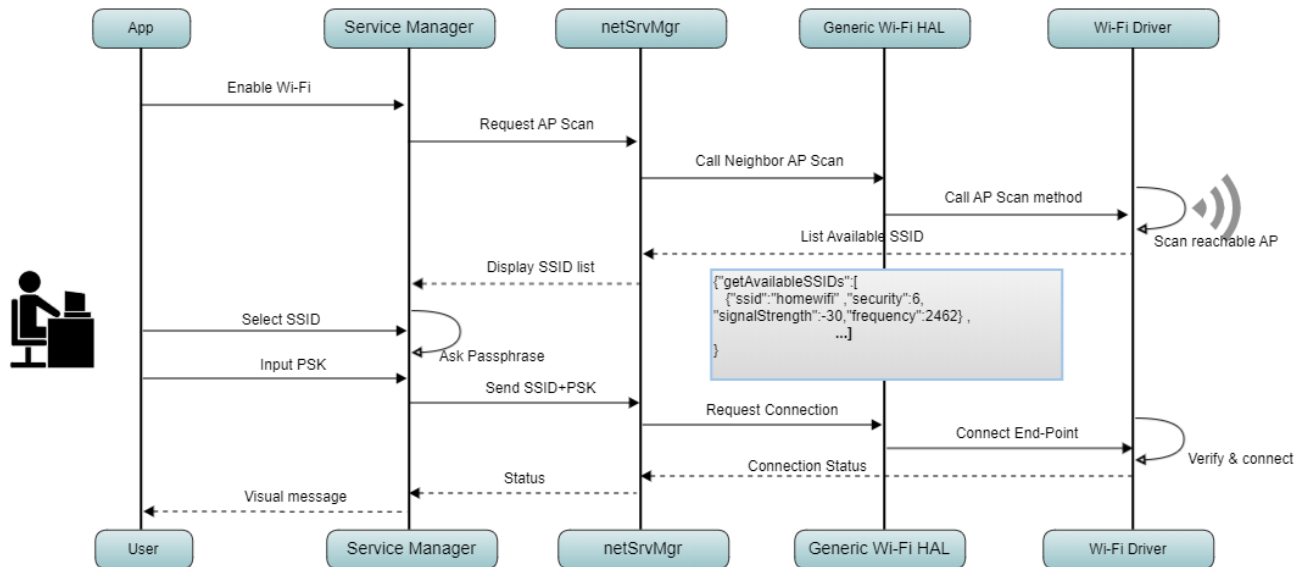 App
Service Manager
netSrvMgr
Generic Wi-Fi HAL
Wi-Fi Driver
Enable Wi-Fi
Request AP Scan
Call Neighbor AP Scan
Call AP Scan method
Scan reachable AP
List Available SSID
Display SSID list
{"getAvailableSSIDs":[
{"ssid":"homewifi" ,"security":6,
"signalStrength":-30,"frequency":2462} ,
...]
}
Select SSID
Ask Passphrase
Input PSK
Send SSID+PSK
Request Connection
Connect End-Point
Verify & connect
Connection Status
Status
Visual message
User
Service Manager
netSrvMgr
Generic Wi-Fi HAL
Wi-Fi Driver